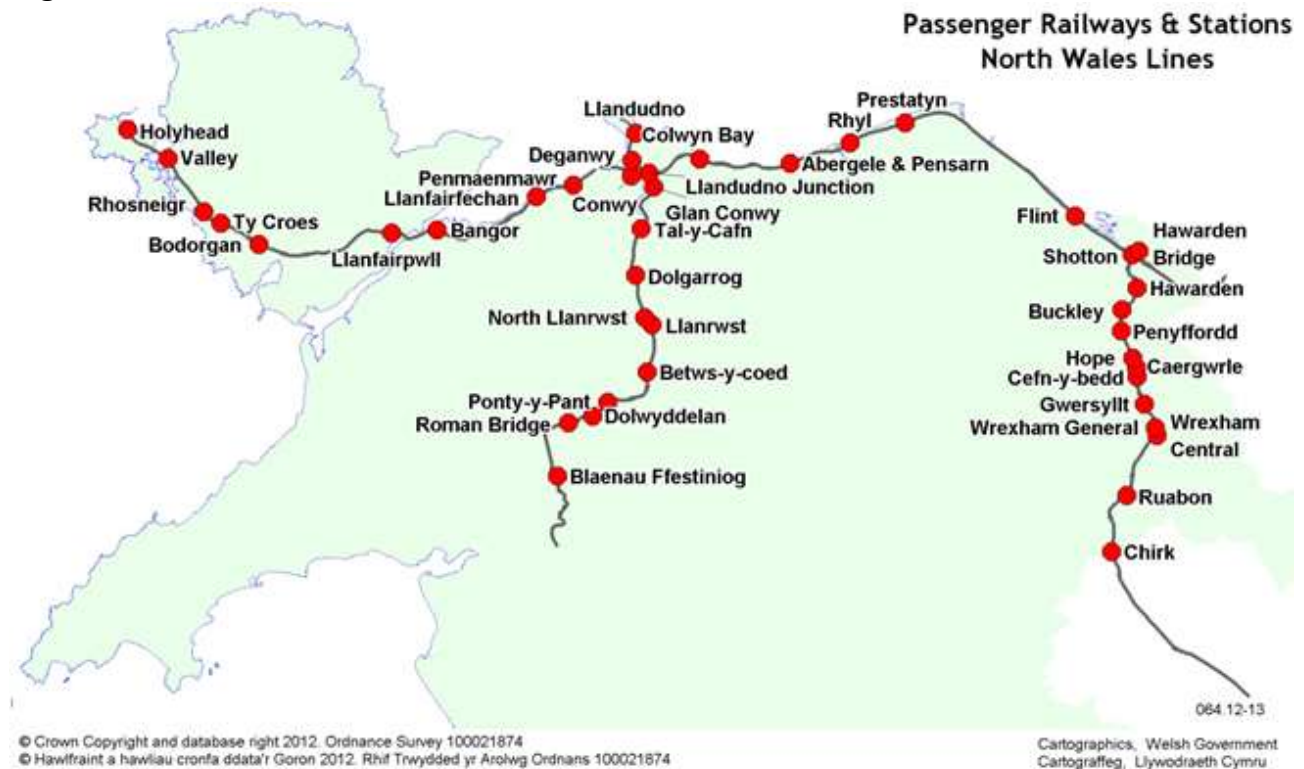 Passenger Railways & Stations
North Wales Lines
Holyhead
Valley
Rhosneigr
Ty Croes
Bodorgan
Llanfairpwll
Bangor
Llanfairfechan
Penmaenmawr
Conwy
Deganwy
Llandudno
Colwyn Bay
Llandudno Junction
Glan Conwy
Tal-y-Cafn
Dolgarrog
North Llanrwst
Llanrwst
Betws-y-coed
Ponty-y-Pant
Dolwyddelan
Roman Bridge
Blaenau Ffestiniog
Abergele & Pensarn
Rhyl
Prestatyn
Flint
Shotton
Hawarden
Bridge
Hawarden
Buckley
Penyffordd
Hope
Caergwrle
Cefn-y-bedd
Gwersyllt
Wrexham General
Wrexham
Central
Ruabon
Chirk
064.12-13
© Crown Copyright and database right 2012. Ordnance Survey 100021874
© Hawlfraint a hawliau cronfa ddata'r Goron 2012. Rhif Trwydded yr Arolwg Ordnans 100021874
Cartographics, Welsh Government
Cartograffeg, Llywodraeth Cymru